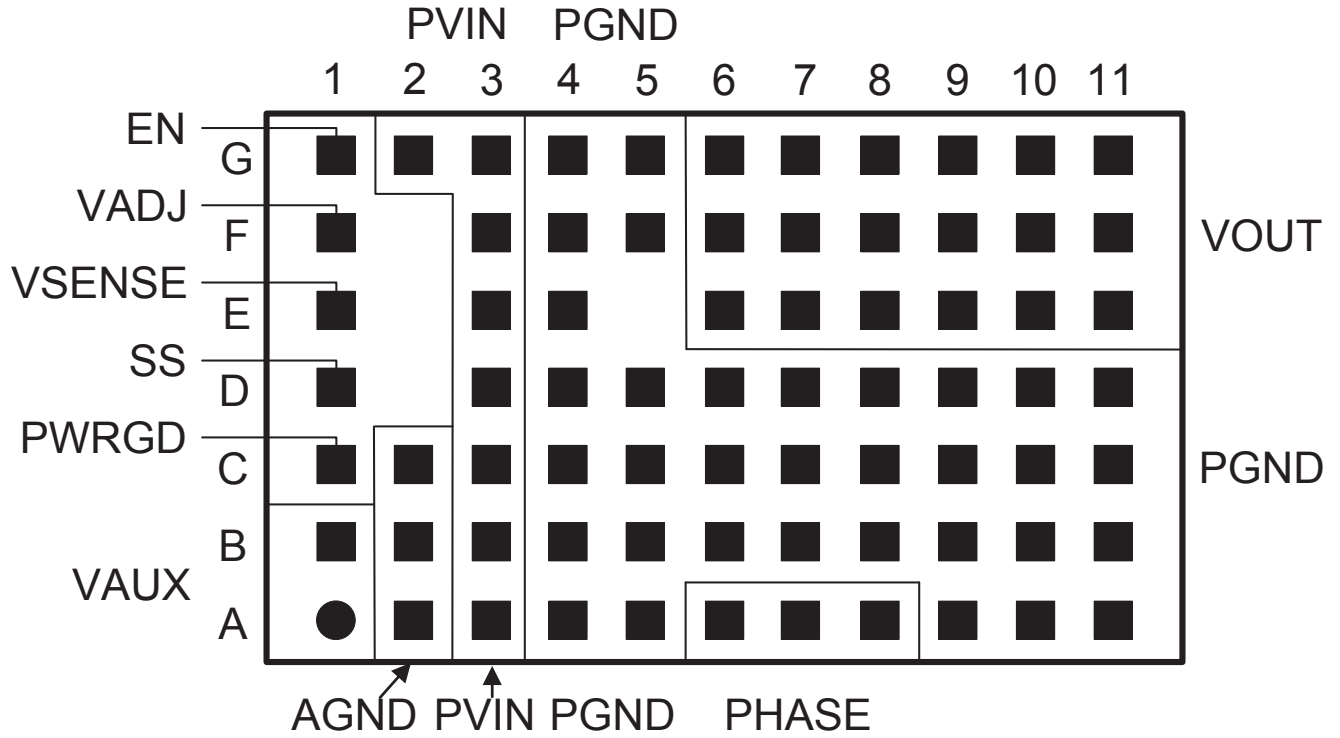 PVIN PGND
1 2 3 4 5 6 7 8 9 10 11
EN
G
VADJ
F
VOUT
VSENSE
E
SS
D
PWRGD
C
PGND
B
VAUX
A
AGND PVIN PGND PHASE